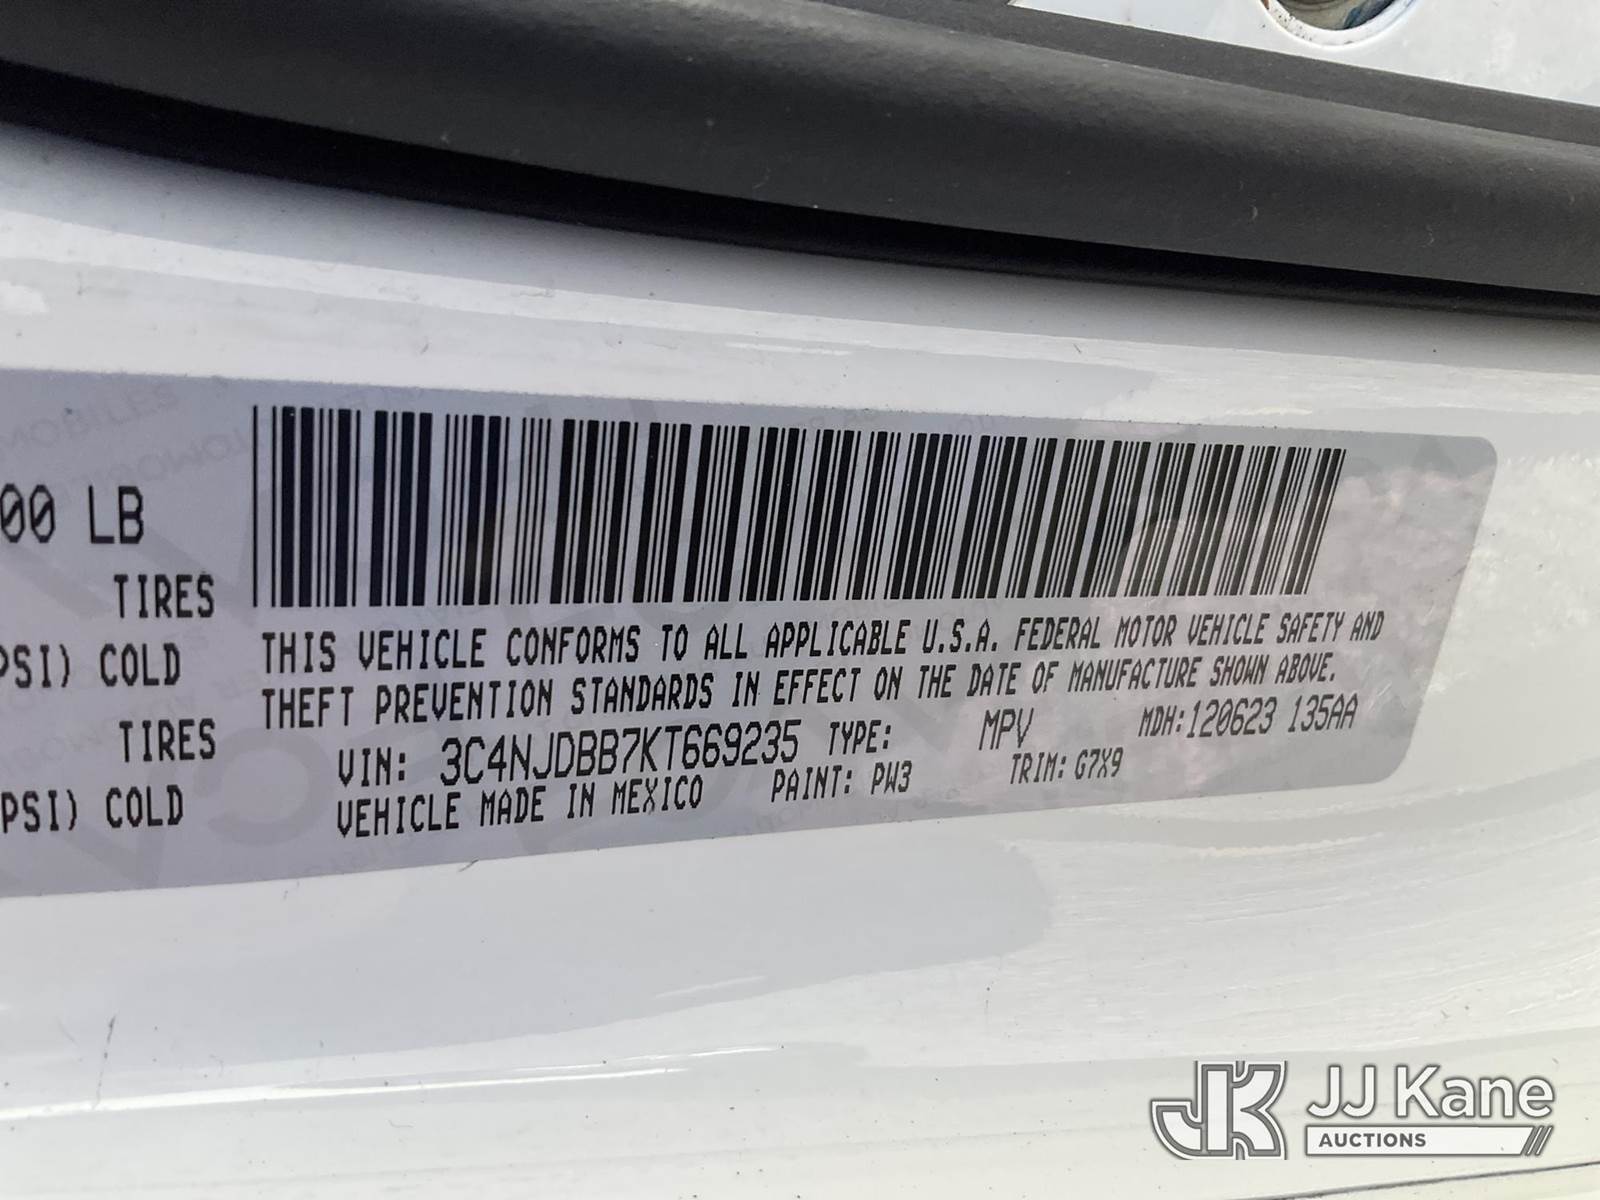 00 LB
TIRES
PSI) COLD
TIRES
PSI) COLD
THIS VEHICLE CONFORMS TO ALL APPLICABLE U.S.A. FEDERAL MOTOR VEHICLE SAFETY AND
THEFT PREVENTION STANDARDS IN EFFECT ON THE DATE OF MANUFACTURE SHOWN ABOVE.
VIN: 3C4NJDBB7KT669235 TYPE: MPV MDH:120623 135AA
VEHICLE MADE IN MEXICO PAINT: PW3 TRIM: G7X9
JK JJ Kane
AUCTIONS